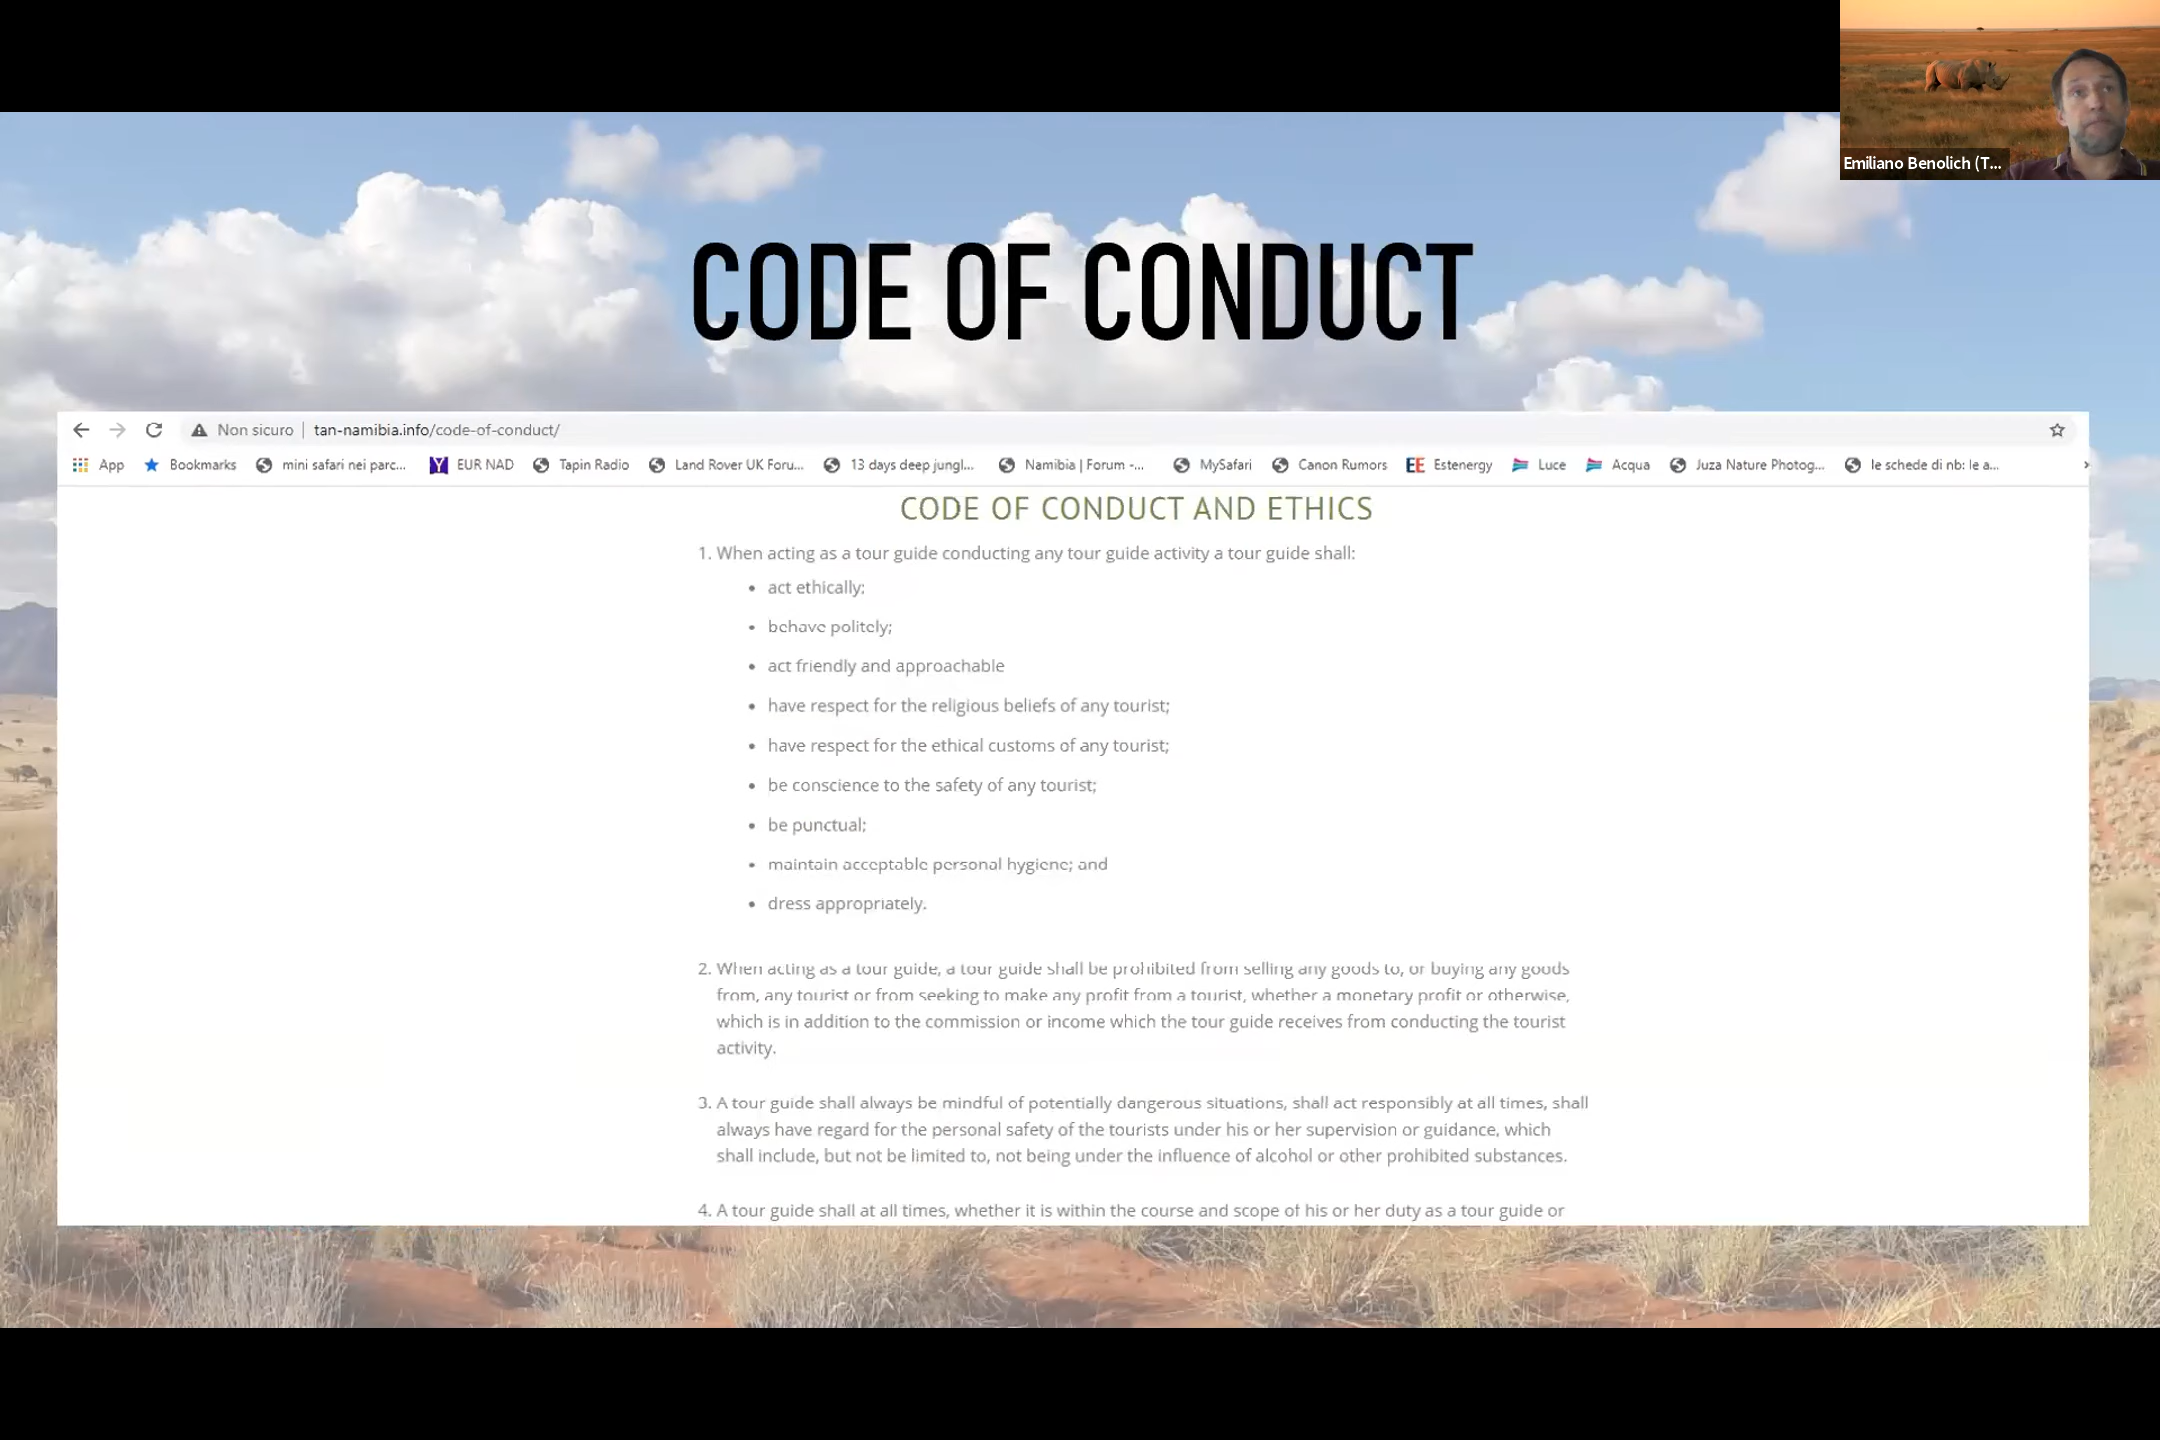 Emiliano Benolich (T...
CODE OF CONDUCT
Non sicuro | tan-namibia.info/code-of-conduct/
App Bookmarks mini safari nei parc... EUR NAD Tapin Radio Land Rover UK Foru... 13 days deep jungl... Namibia | Forum -... MySafari Canon Rumors Estenergy Luce Acqua Juza Nature Photog... le schede di nb: le a...
CODE OF CONDUCT AND ETHICS
1. When acting as a tour guide conducting any tour guide activity a tour guide shall:
• act ethically;
• behave politely;
• act friendly and approachable
• have respect for the religious beliefs of any tourist;
• have respect for the ethical customs of any tourist;
• be conscience to the safety of any tourist;
• be punctual;
• maintain acceptable personal hygiene; and
• dress appropriately.
2. When acting as a tour guide, a tour guide shall be prohibited from selling any goods to, or buying any goods
from, any tourist or from seeking to make any profit from a tourist, whether a monetary profit or otherwise,
which is in addition to the commission or income which the tour guide receives from conducting the tourist
activity.
3. A tour guide shall always be mindful of potentially dangerous situations, shall act responsibly at all times, shall
always have regard for the personal safety of the tourists under his or her supervision or guidance, which
shall include, but not be limited to, not being under the influence of alcohol or other prohibited substances.
4. A tour guide shall at all times, whether it is within the course and scope of his or her duty as a tour guide or